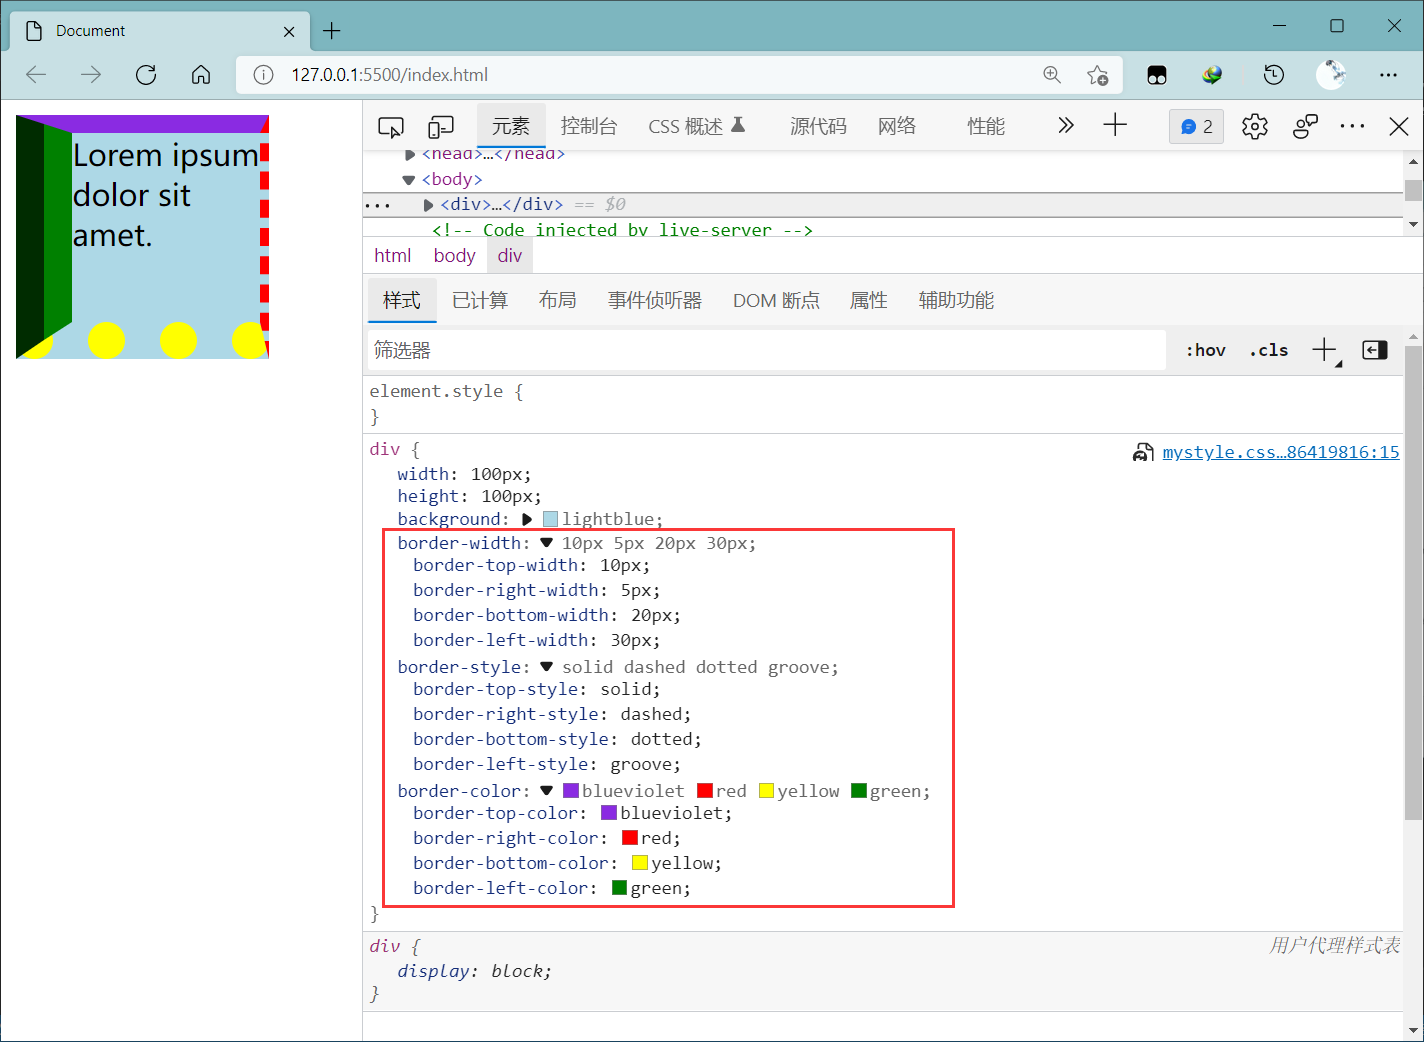 Document
127.0.0.1:5500/index.html
Lorem ipsum
dolor sit
amet.
元素 控制台 CSS 概述 源代码 网络 性能 2
<head>…</head>
<body>
<div>…</div> == $0
<!-- Code injected by live-server -->
html body div
样式 已计算 布局 事件侦听器 DOM 断点 属性 辅助功能
筛选器 :hov .cls
element.style {
}
div { mystyle.css…86419816:15
width: 100px;
height: 100px;
background: lightblue;
border-width: 10px 5px 20px 30px;
border-top-width: 10px;
border-right-width: 5px;
border-bottom-width: 20px;
border-left-width: 30px;
border-style: solid dashed dotted groove;
border-top-style: solid;
border-right-style: dashed;
border-bottom-style: dotted;
border-left-style: groove;
border-color: blueviolet red yellow green;
border-top-color: blueviolet;
border-right-color: red;
border-bottom-color: yellow;
border-left-color: green;
}
div { 用户代理样式表
display: block;
}